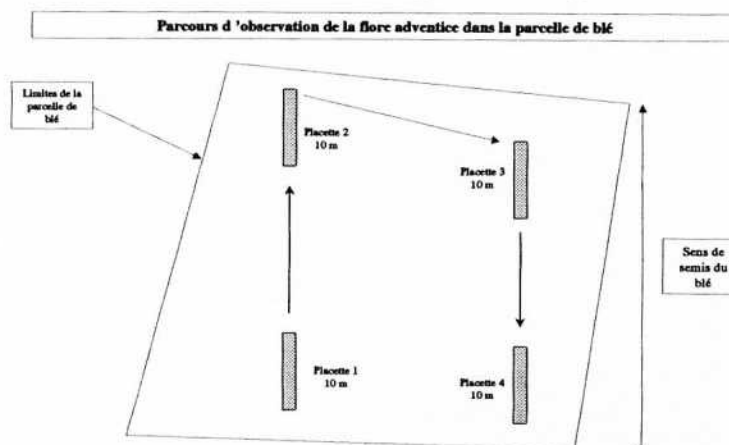 Parcours d 'observation de la flore adventice dans la parcelle de blé
Limites de la
parcelle de
blé
Placette 2
10 m
Placette 3
10 m
Sens de
semis du
blé
Placette 1
10 m
Placette 4
10 m